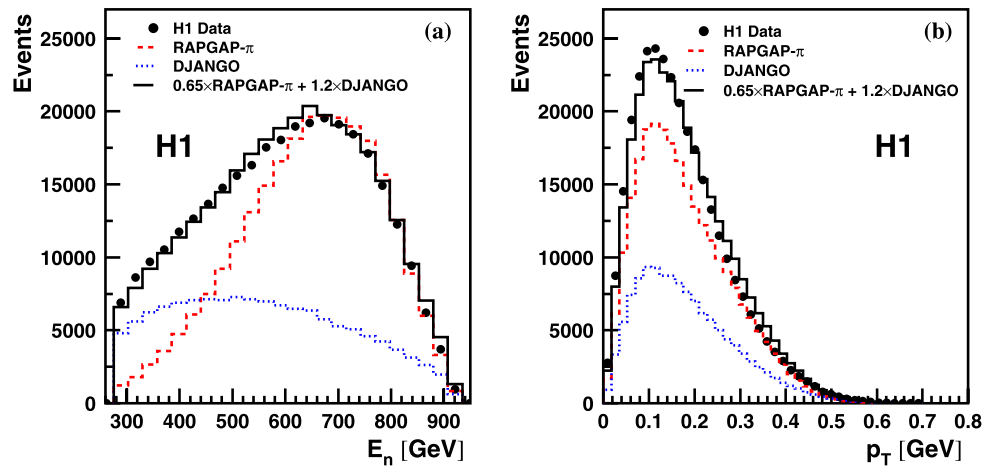 Events
(a)
H1 Data
RAPGAP-π
DJANGO
0.65×RAPGAP-π + 1.2×DJANGO
H1
25000
20000
15000
10000
5000
0
300 400 500 600 700 800 900
E_n [GeV]
Events
(b)
H1 Data
RAPGAP-π
DJANGO
0.65×RAPGAP-π + 1.2×DJANGO
H1
25000
20000
15000
10000
5000
0
0 0.1 0.2 0.3 0.4 0.5 0.6 0.7 0.8
p_T [GeV]